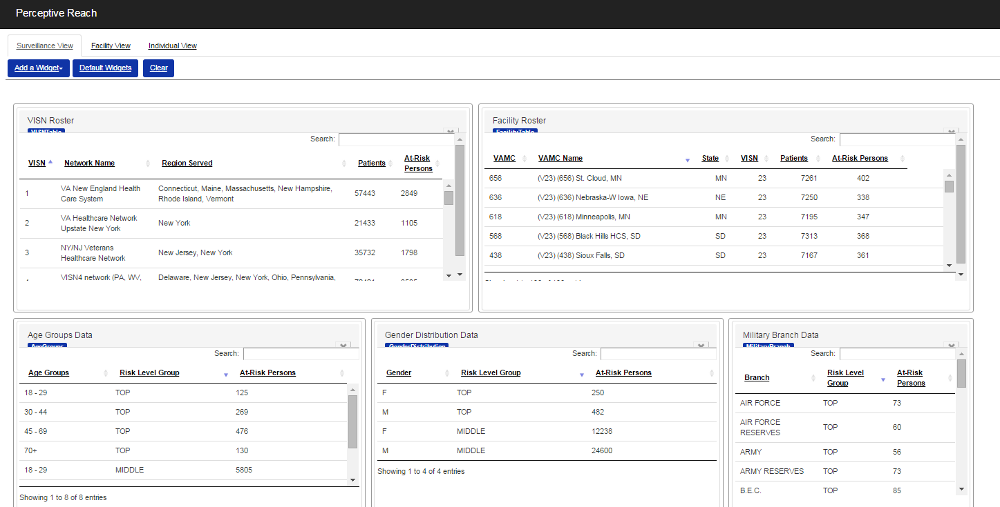 Perceptive Reach
Surveillance View Facility View Individual View
Add a Widget Default Widgets Clear
VISN Roster
VISNTable
Search:
VISN Network Name Region Served Patients At-Risk Persons
1 VA New England Health Care System Connecticut, Maine, Massachusetts, New Hampshire, Rhode Island, Vermont 57443 2849
2 VA Healthcare Network Upstate New York New York 21433 1105
3 NY/NJ Veterans Healthcare Network New Jersey, New York 35732 1798
VISN4 network (PA, WV, Delaware, New Jersey, New York, Ohio, Pennsylvania,
Facility Roster
FacilityTable
Search:
VAMC VAMC Name State VISN Patients At-Risk Persons
656 (V23) (656) St. Cloud, MN MN 23 7261 402
636 (V23) (636) Nebraska-W Iowa, NE NE 23 7250 338
618 (V23) (618) Minneapolis, MN MN 23 7195 347
568 (V23) (568) Black Hills HCS, SD SD 23 7313 368
438 (V23) (438) Sioux Falls, SD SD 23 7167 361
Age Groups Data
AgeGroups
Search:
Age Groups Risk Level Group At-Risk Persons
18 - 29 TOP 125
30 - 44 TOP 269
45 - 69 TOP 476
70+ TOP 130
18 - 29 MIDDLE 5805
Showing 1 to 8 of 8 entries
Gender Distribution Data
GenderDistribution
Search:
Gender Risk Level Group At-Risk Persons
F TOP 250
M TOP 482
F MIDDLE 12238
M MIDDLE 24600
Showing 1 to 4 of 4 entries
Military Branch Data
MilitaryBranch
Search:
Branch Risk Level Group At-Risk Persons
AIR FORCE TOP 73
AIR FORCE RESERVES TOP 60
ARMY TOP 56
ARMY RESERVES TOP 73
B.E.C. TOP 85